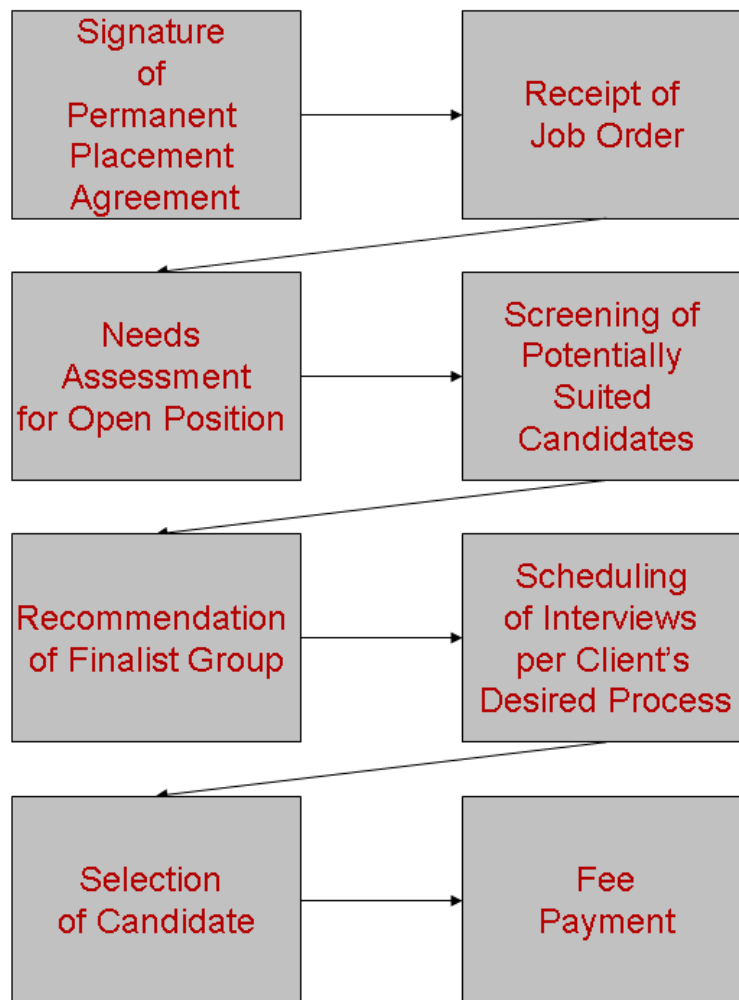 Signature
of
Permanent
Placement
Agreement
Receipt of
Job Order
Needs
Assessment
for Open Position
Screening of
Potentially
Suited
Candidates
Recommendation
of Finalist Group
Scheduling
of Interviews
per Client's
Desired Process
Selection
of Candidate
Fee
Payment